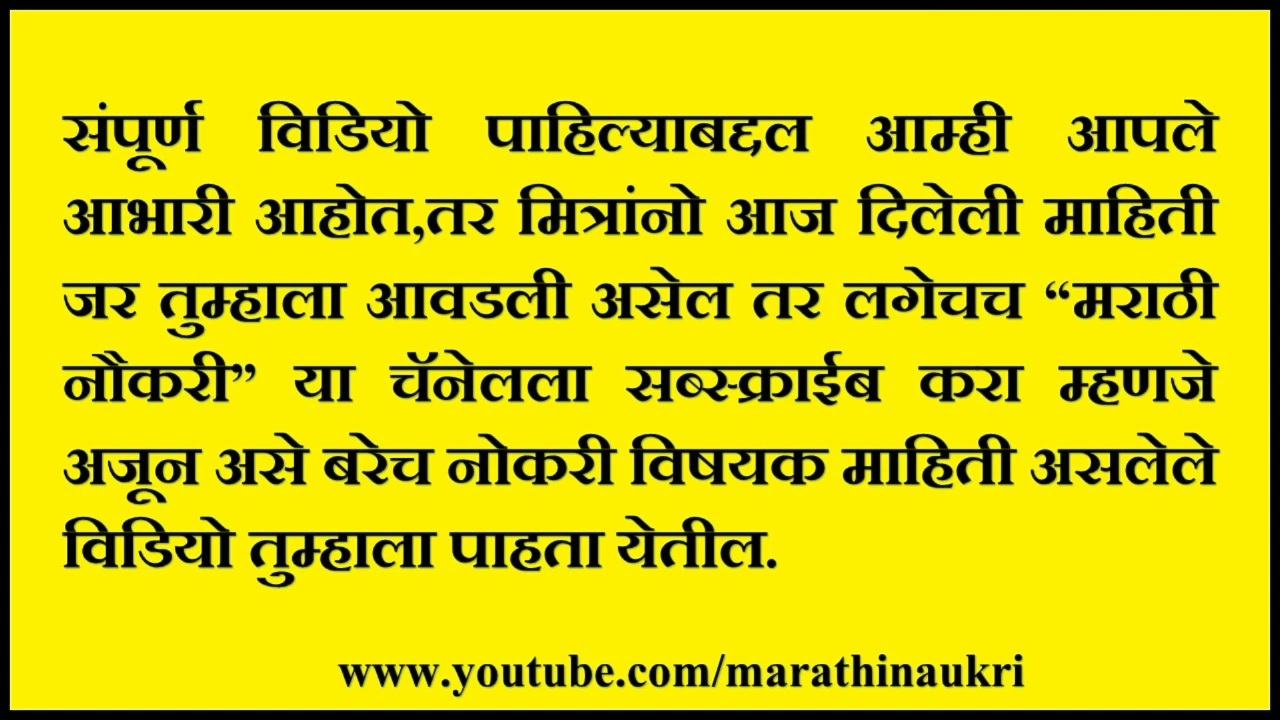 संपूर्ण विडियो पाहिल्याबद्दल आम्ही आपले
आभारी आहोत,तर मित्रांनो आज दिलेली माहिती
जर तुम्हाला आवडली असेल तर लगेचच “मराठी
नौकरी” या चॅनेलला सब्स्क्राईब करा म्हणजे
अजून असे बरेच नोकरी विषयक माहिती असलेले
विडियो तुम्हाला पाहता येतील.
www.youtube.com/marathinaukri